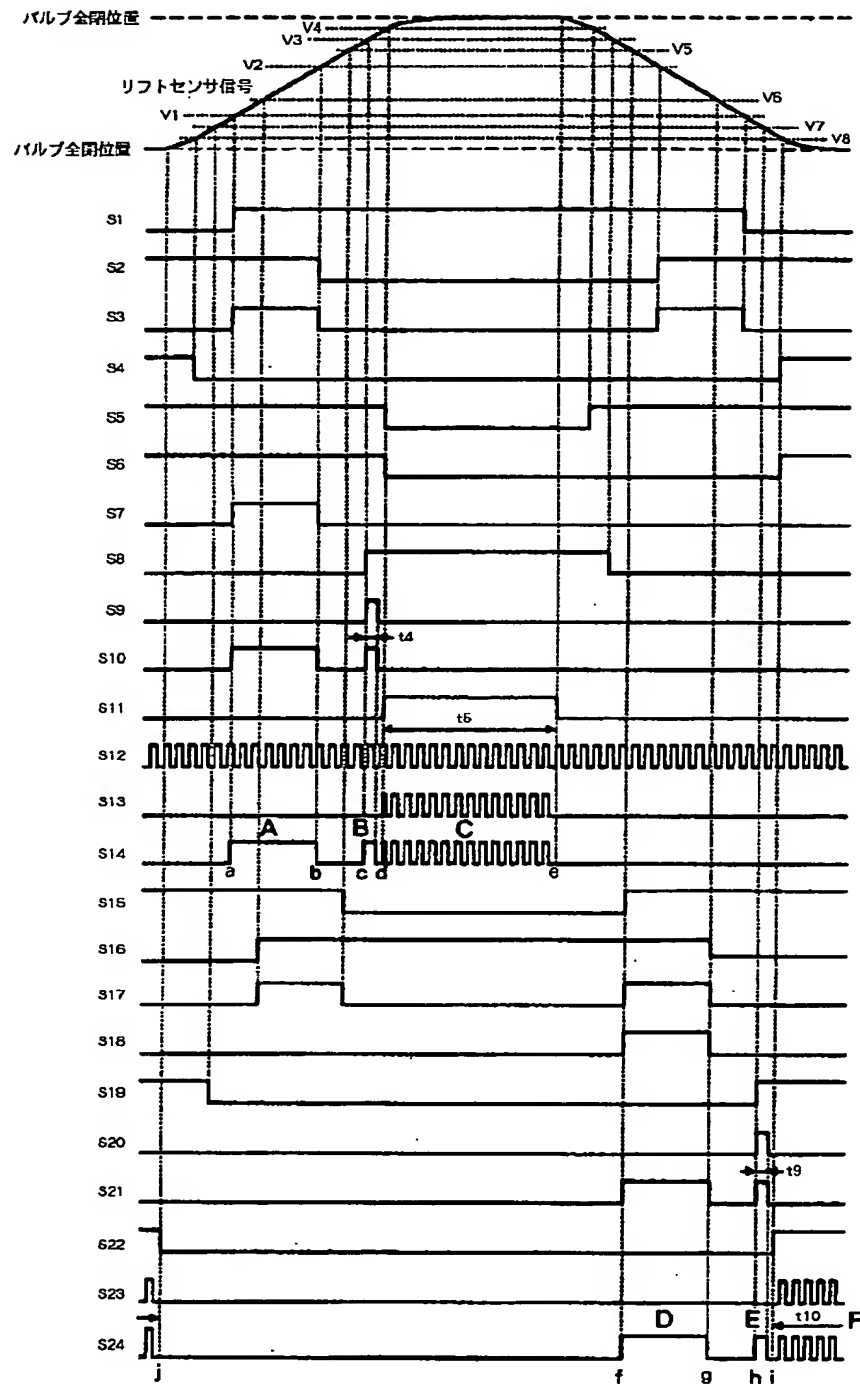 バルブ全開位置
V4
V3
V5
V2
リフトセンサ信号
V6
V1
V7
V8
バルブ全閉位置
S1
S2
S3
S4
S5
S6
S7
S8
S9
t4
S10
S11
t5
S12
S13
A B C
S14
a b c d e
S15
S16
S17
S18
S19
S20
t9
S21
S22
S23
D E t10 F
S24
j f g h i